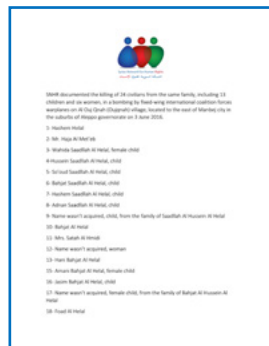 SNHR documented the killing of 18 civilians from the same family, including 13
children and six women, in a bombing by fixed-wing international coalition forces
warplanes on Al Ouj Qnah (Oujqanah) village, located to the east of Manbej city in
the suburbs of Aleppo governorate on 3 June 2016.
1- Hashem Helal
2- Mr. Haja Al Met'eb
3- Wahida Saadllah Al Helal, female child
4-Hussein Saadllah Al Helal, child
5- So'oud Saadllah Al Helal, child
6- Bahjat Saadllah Al Helal, child
7- Hashem Saadllah Al Helal, child
8- Adnan Saadllah Al Helal, child
9- Name wasn't acquired, child, from the family of Saadllah Al Hussein Al Helal
10- Bahjat Al Helal
11- Mrs. Satah Al Hmidi
12- Name wasn't acquired, woman
13- Hani Bahjat Al Helal
15- Amani Bahjat Al Helal, female child
16- Jasim Bahjat Al Helal, child
17- Name wasn't acquired, female child, from the family of Bahjat Al Hussein Al
Helal
18- Fuad Al Helal